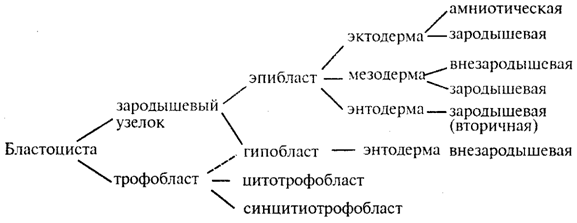 амниотическая
эктодерма зародышевая
внезародышевая
эпибласт мезодерма
зародышевая
зародышевый
узелок
энтодерма зародышевая
(вторичная)
Бластоциста
гипобласт энтодерма внезародышевая
трофобласт цитотрофобласт
синцитиотрофобласт